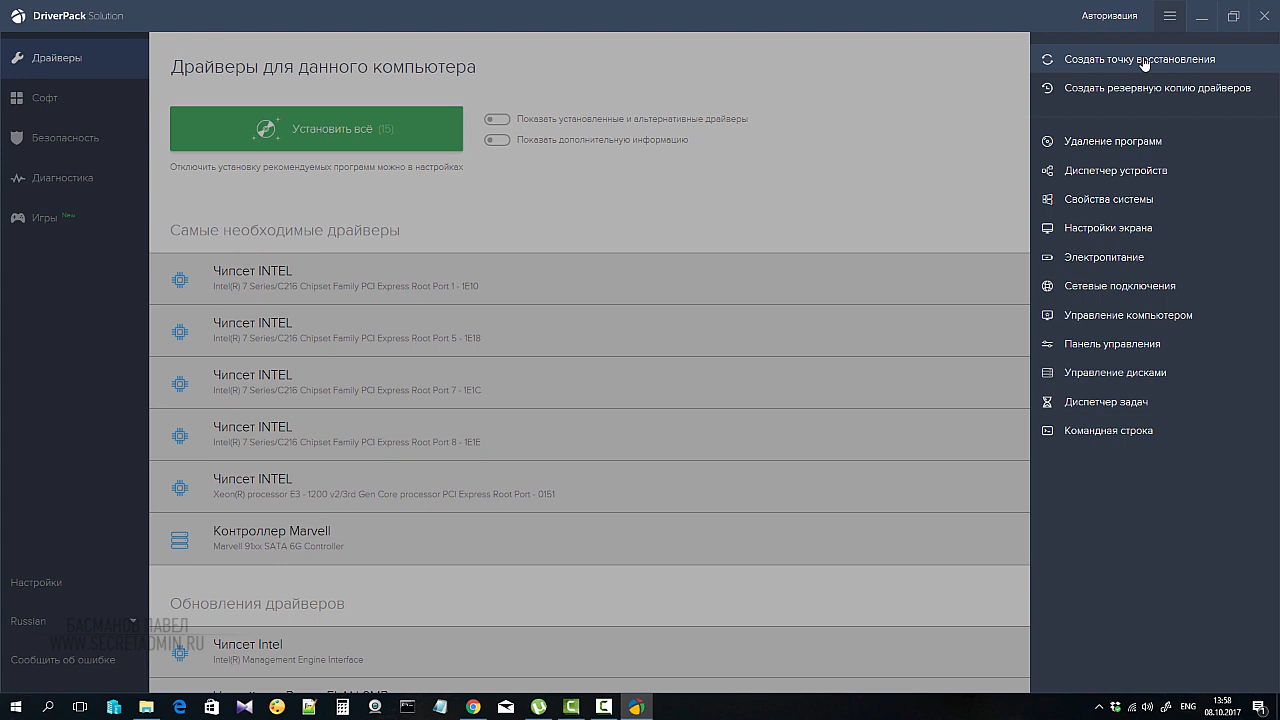 DriverPack Solution
Авторизация
Драйверы
Софт
Безопасность
Диагностика
Игры New
Настройки
Russian
Сообщить об ошибке
БАСМАНОВ ПАВЕЛ
WWW.SECRETADMIN.RU
Драйверы для данного компьютера
Установить всё (15)
Показать установленные и альтернативные драйверы
Показать дополнительную информацию
Отключить установку рекомендуемых программ можно в настройках
Самые необходимые драйверы
Чипсет INTEL
Intel(R) 7 Series/C216 Chipset Family PCI Express Root Port 1 - 1E10
Чипсет INTEL
Intel(R) 7 Series/C216 Chipset Family PCI Express Root Port 5 - 1E18
Чипсет INTEL
Intel(R) 7 Series/C216 Chipset Family PCI Express Root Port 7 - 1E1C
Чипсет INTEL
Intel(R) 7 Series/C216 Chipset Family PCI Express Root Port 8 - 1E1E
Чипсет INTEL
Xeon(R) processor E3 - 1200 v2/3rd Gen Core processor PCI Express Root Port - 0151
Контроллер Marvell
Marvell 91xx SATA 6G Controller
Обновления драйверов
Чипсет Intel
Intel(R) Management Engine Interface
Создать точку восстановления
Создать резервную копию драйверов
Удаление программ
Диспетчер устройств
Свойства системы
Настройки экрана
Электропитание
Сетевые подключения
Управление компьютером
Панель управления
Управление дисками
Диспетчер задач
Командная строка
ENG
13:58
08.10.2017